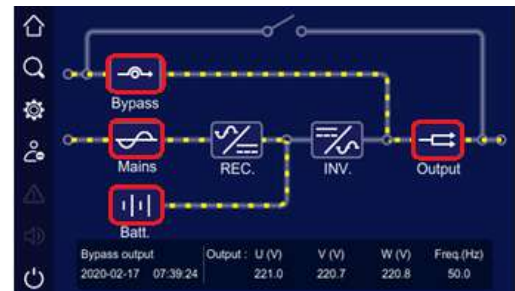 Bypass
Mains
REC.
INV.
Output
Batt.
Bypass output
Output : U (V) V (V) W (V) Freq.(Hz)
2020-02-17 07:39:24 221.0 220.7 220.8 50.0